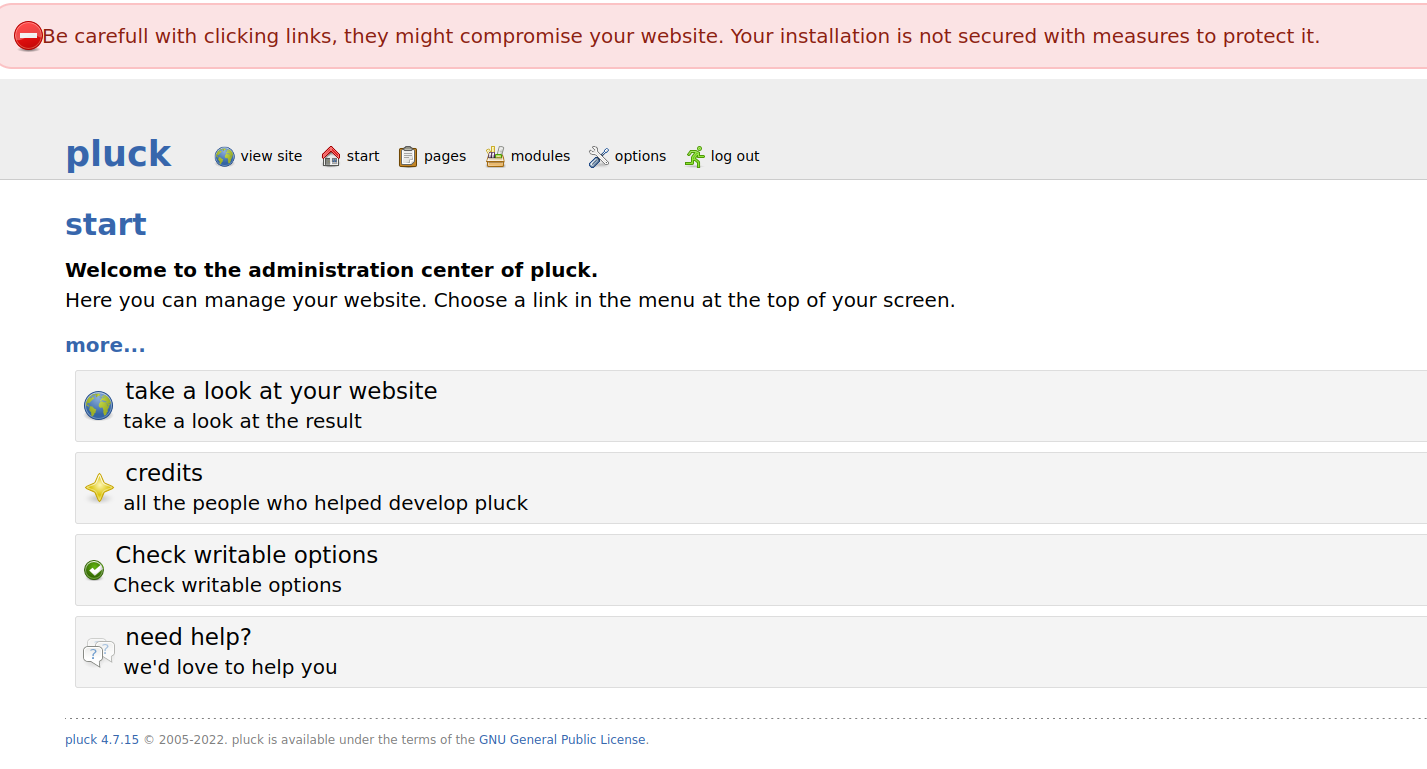 Be carefull with clicking links, they might compromise your website. Your installation is not secured with measures to protect it.
pluck view site start pages modules options log out
start
Welcome to the administration center of pluck.
Here you can manage your website. Choose a link in the menu at the top of your screen.
more...
take a look at your website
take a look at the result
credits
all the people who helped develop pluck
Check writable options
Check writable options
need help?
we'd love to help you
pluck 4.7.15 © 2005-2022. pluck is available under the terms of the GNU General Public License.